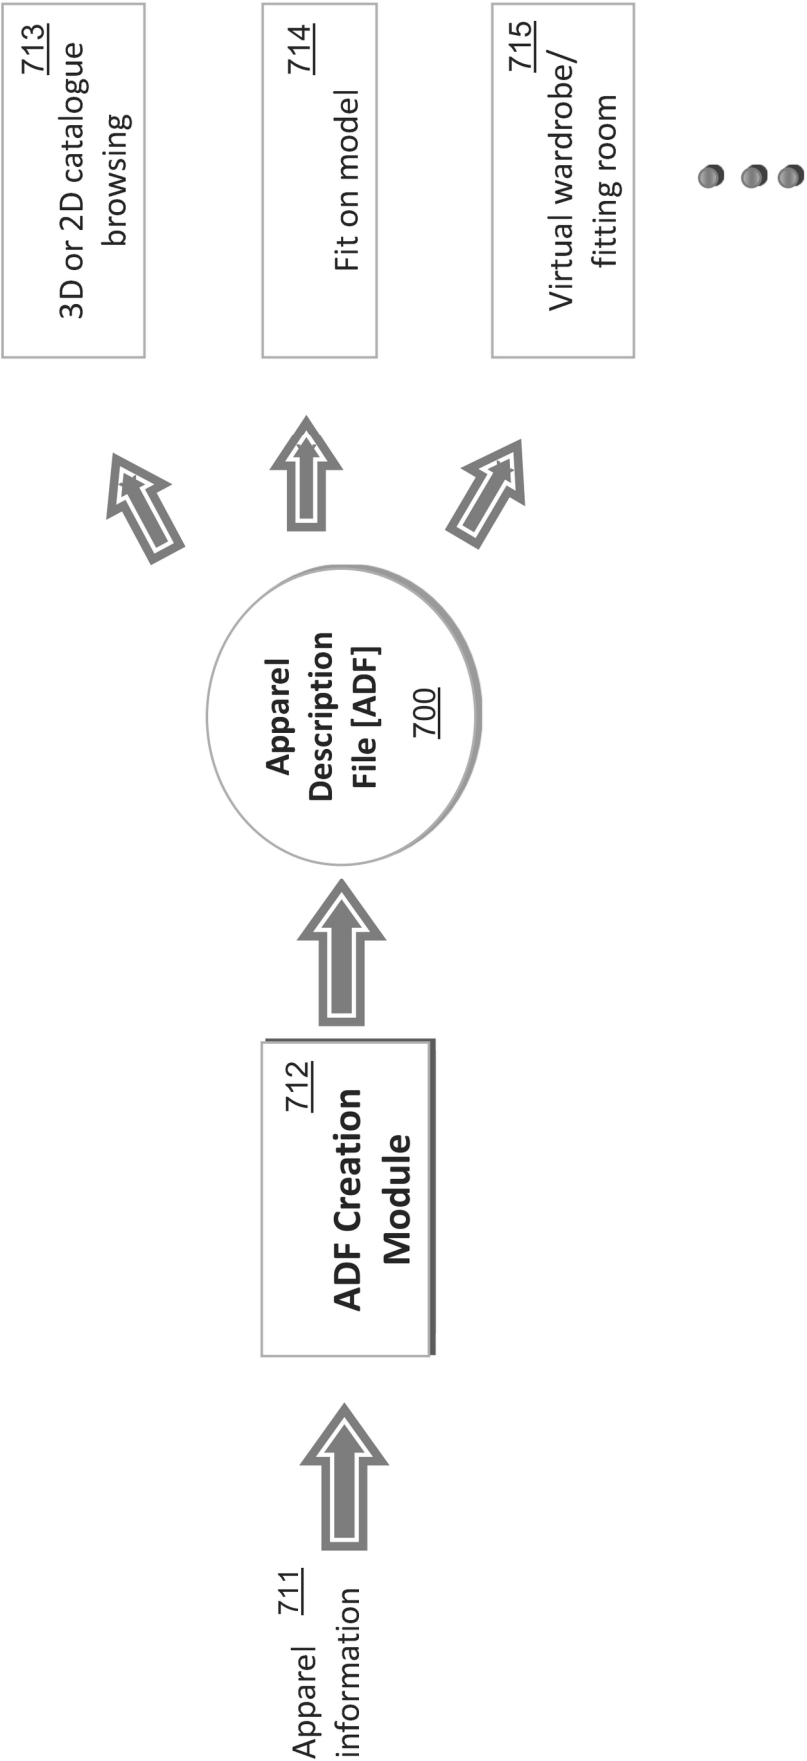 711
Apparel
information
712
ADF Creation
Module
Apparel
Description
File [ADF]
700
713
3D or 2D catalogue
browsing
714
Fit on model
715
Virtual wardrobe/
fitting room